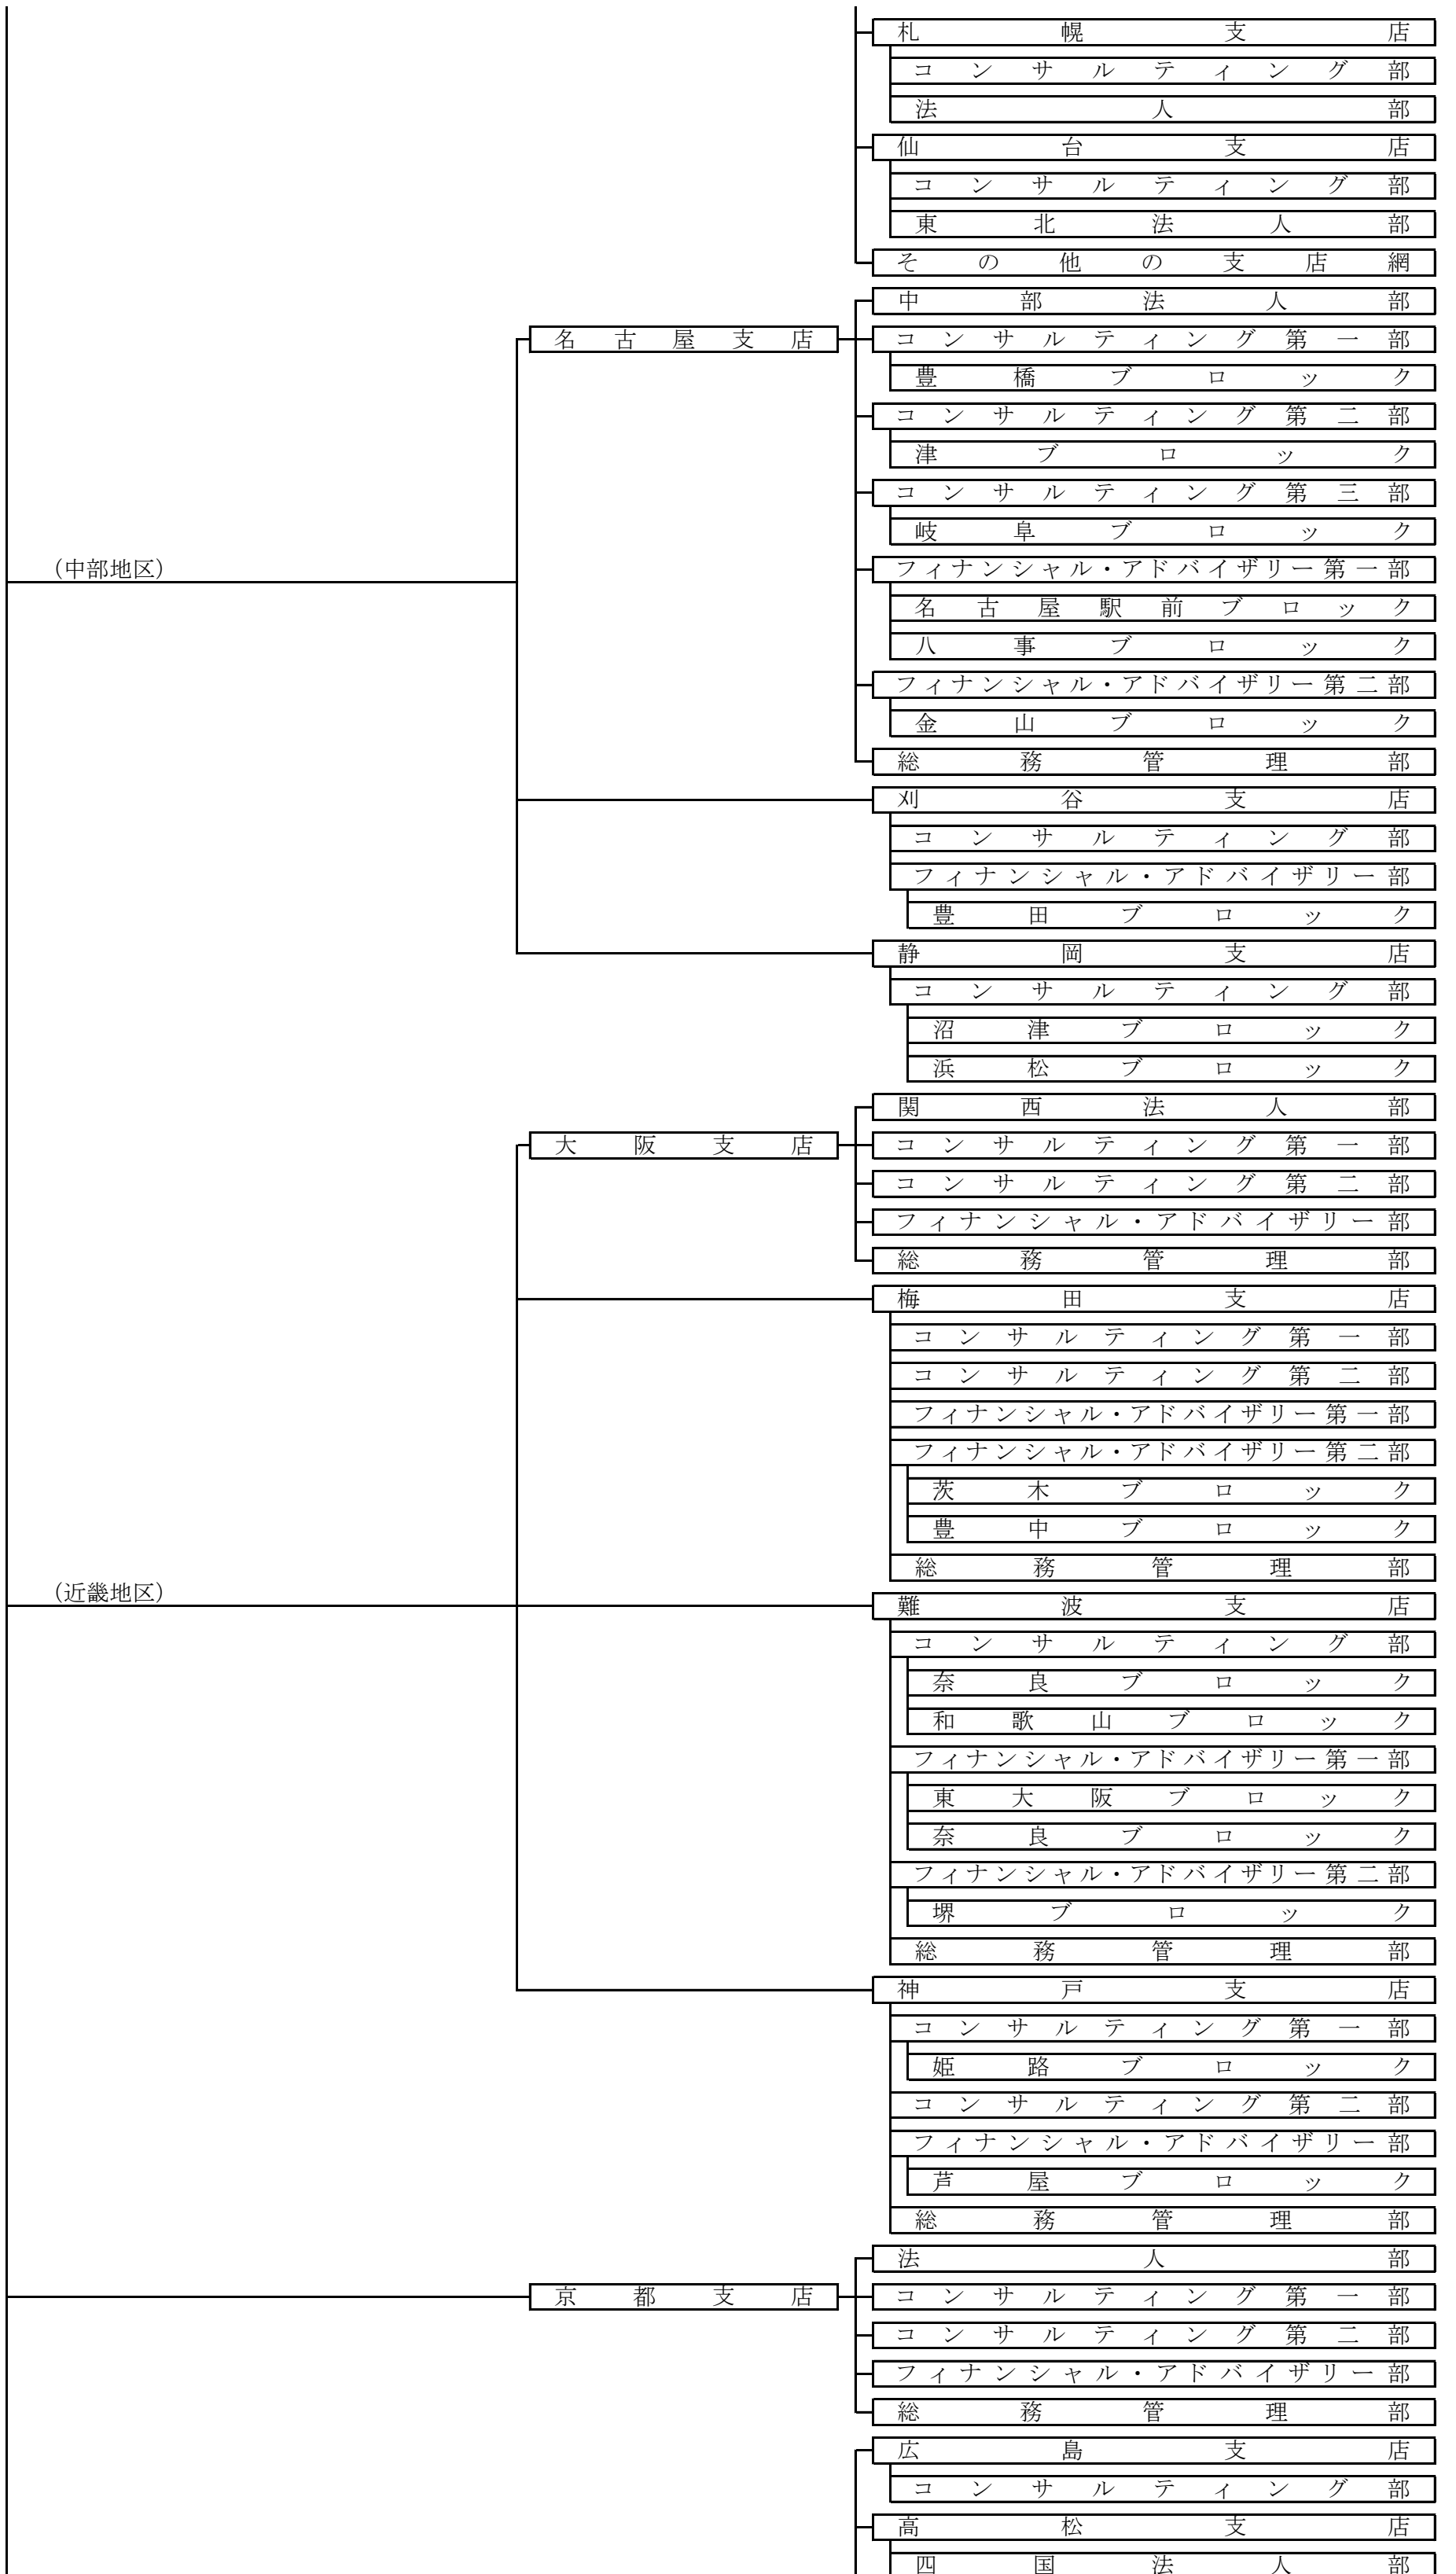 札幌支店
コンサルティング部
法人部
仙台支店
コンサルティング部
東北法人部
その他の支店網
中部法人部
名古屋支店
コンサルティング第一部
豊橋ブロック
コンサルティング第二部
津ブロック
コンサルティング第三部
岐阜ブロック
（中部地区）
フィナンシャル・アドバイザリー第一部
名古屋駅前ブロック
八事ブロック
フィナンシャル・アドバイザリー第二部
金山ブロック
総務管理部
刈谷支店
コンサルティング部
フィナンシャル・アドバイザリー部
豊田ブロック
静岡支店
コンサルティング部
沼津ブロック
浜松ブロック
関西法人部
大阪支店
コンサルティング第一部
コンサルティング第二部
フィナンシャル・アドバイザリー部
総務管理部
梅田支店
コンサルティング第一部
コンサルティング第二部
フィナンシャル・アドバイザリー第一部
フィナンシャル・アドバイザリー第二部
茨木ブロック
豊中ブロック
総務管理部
（近畿地区）
難波支店
コンサルティング部
奈良ブロック
和歌山ブロック
フィナンシャル・アドバイザリー第一部
東大阪ブロック
奈良ブロック
フィナンシャル・アドバイザリー第二部
堺ブロック
総務管理部
神戸支店
コンサルティング第一部
姫路ブロック
コンサルティング第二部
フィナンシャル・アドバイザリー部
芦屋ブロック
総務管理部
法人部
京都支店
コンサルティング第一部
コンサルティング第二部
フィナンシャル・アドバイザリー部
総務管理部
広島支店
コンサルティング部
高松支店
四国法人部